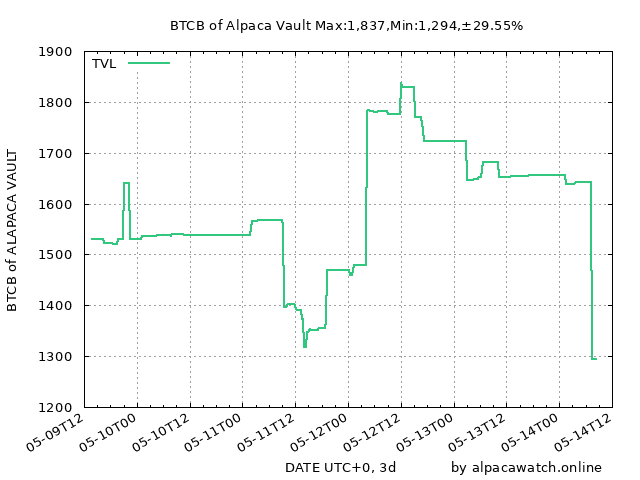 BTCB of Alpaca Vault Max:1,837,Min:1,294,±29.55%
1900
TVL
1800
1700
1600
1500
1400
1300
1200
BTCB of ALAPACA VAULT
05-09T12
05-10T00
05-10T12
05-11T00
05-11T12
05-12T00
05-12T12
05-13T00
05-13T12
05-14T00
05-14T12
DATE UTC+0, 3d
by alpacawatch.online